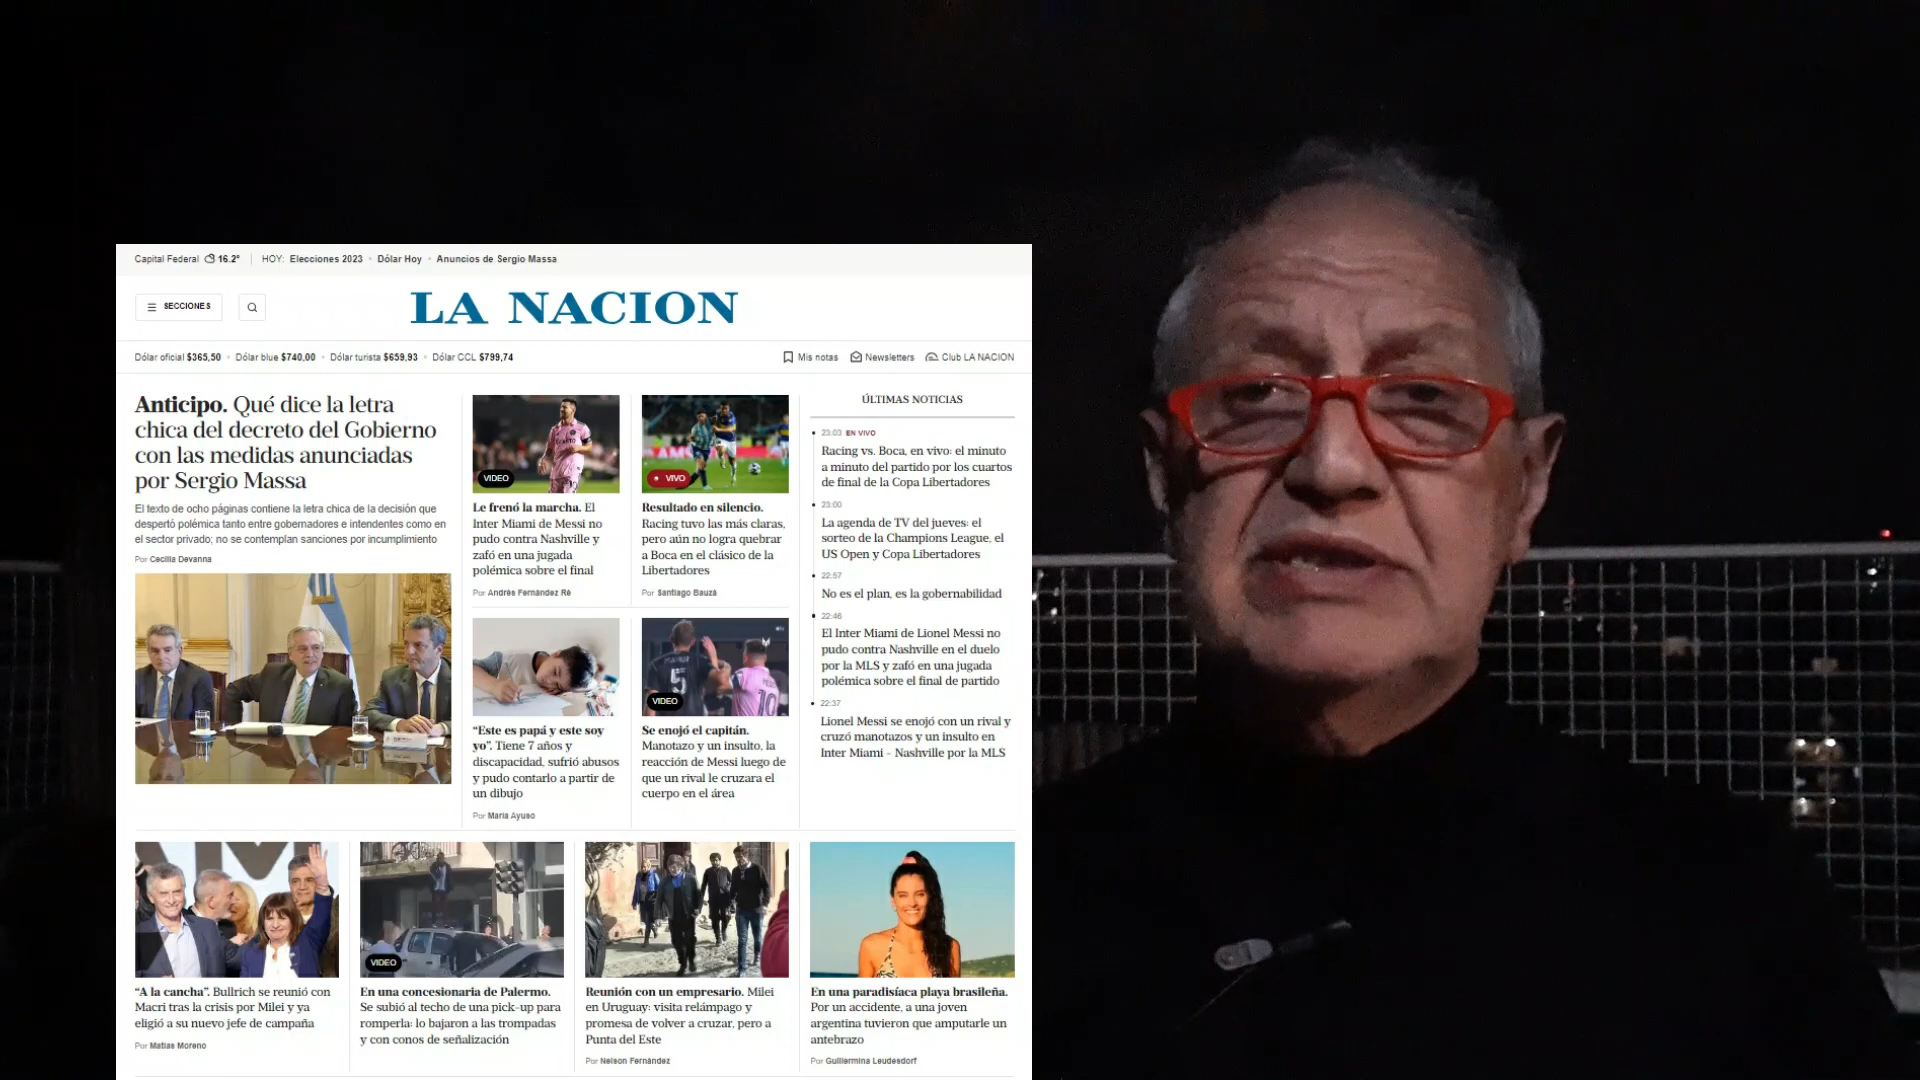 Capital Federal 16.2° HOY: Elecciones 2023 • Dólar Hoy • Anuncios de Sergio Massa
SECCIONES
LA NACION
Dólar oficial $365,50 • Dólar blue $740,00 • Dólar turista $659,93 • Dólar CCL $799,74
Mis notas Newsletters Club LA NACION
Anticipo. Qué dice la letra
chica del decreto del Gobierno
con las medidas anunciadas
por Sergio Massa
El texto de ocho páginas contiene la letra chica de la decisión que
despertó polémica tanto entre gobernadores e intendentes como en
el sector privado; no se contemplan sanciones por incumplimiento
Por Cecilia Devanna
VIDEO
Le frenó la marcha. El
Inter Miami de Messi no
pudo contra Nashville y
zafó en una jugada
polémica sobre el final
Por Andrés Fernández Ré
VIVO
Resultado en silencio.
Racing tuvo las más claras,
pero aún no logra quebrar
a Boca en el clásico de la
Libertadores
Por Santiago Bauzá
“Este es papá y este soy
yo”. Tiene 7 años y
discapacidad, sufrió abusos
y pudo contarlo a partir de
un dibujo
Por María Ayuso
5
10
VIDEO
Se enojó el capitán.
Manotazo y un insulto, la
reacción de Messi luego de
que un rival le cruzara el
cuerpo en el área
ÚLTIMAS NOTICIAS
23:03 EN VIVO
Racing vs. Boca, en vivo: el minuto
a minuto del partido por los cuartos
de final de la Copa Libertadores
23:00
La agenda de TV del jueves: el
sorteo de la Champions League, el
US Open y Copa Libertadores
22:57
No es el plan, es la gobernabilidad
22:46
El Inter Miami de Lionel Messi no
pudo contra Nashville en el duelo
por la MLS y zafó en una jugada
polémica sobre el final de partido
22:37
Lionel Messi se enojó con un rival y
cruzó manotazos y un insulto en
Inter Miami - Nashville por la MLS
“A la cancha”. Bullrich se reunió con
Macri tras la crisis por Milei y ya
eligió a su nuevo jefe de campaña
Por Matías Moreno
VIDEO
En una concesionaria de Palermo.
Se subió al techo de una pick-up para
romperla: lo bajaron a las trompadas
y con conos de señalización
Reunión con un empresario. Milei
en Uruguay: visita relámpago y
promesa de volver a cruzar, pero a
Punta del Este
Por Nelson Fernández
En una paradisíaca playa brasileña.
Por un accidente, a una joven
argentina tuvieron que amputarle un
antebrazo
Por Guillermina Leudesdorf